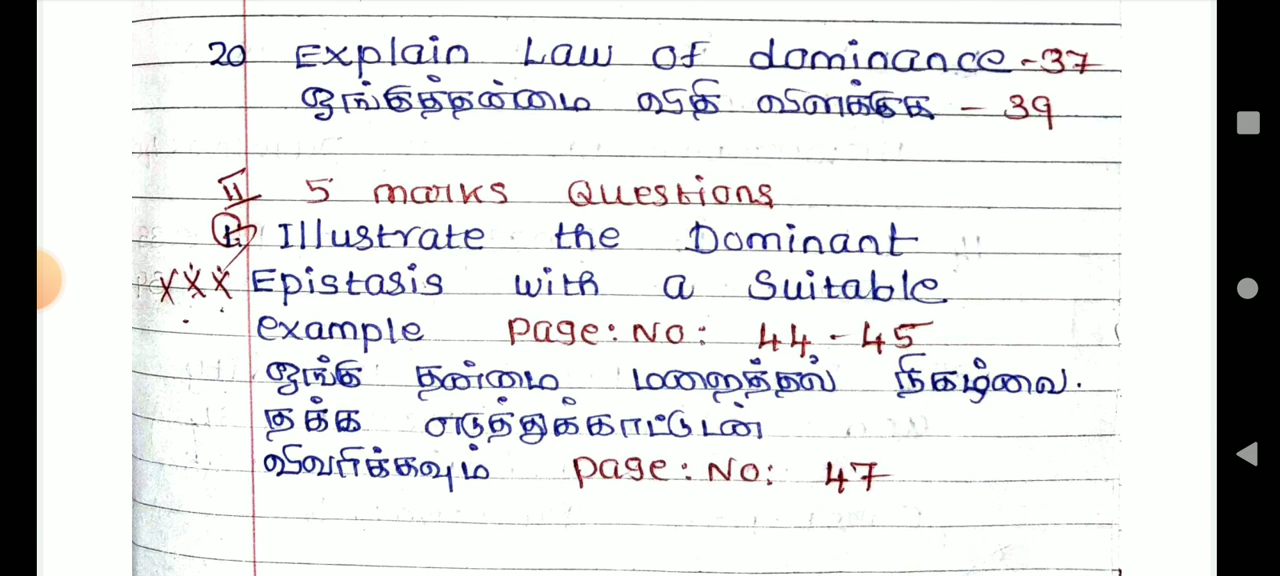 20 Explain Law of dominance - 37
ஓங்குத்தன்மை விதி விளக்குக - 39
II 5 marks Questions
1. Illustrate the Dominant
XXX Epistasis with a Suitable
example Page: No: 44, - 45
ஓங்கு தன்மை மறைத்தல் நிகழ்வை.
தக்க எடுத்துக்காட்டுடன்
விவரிக்கவும் Page: No: 47